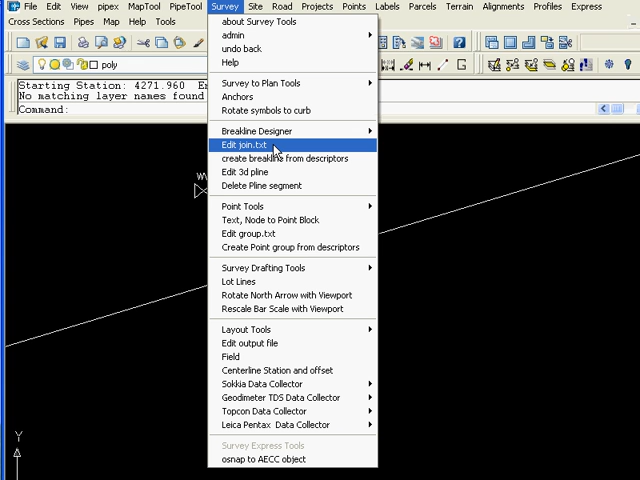 File Edit View pipex MapTool PipeTool Survey Site Road Projects Points Labels Parcels Terrain Alignments Profiles Express
Cross Sections Pipes Map Help Tools
poly
Starting Station: 4271.960
No matching layer names found
Command:
about Survey Tools
admin
undo back
Help
Survey to Plan Tools
Anchors
Rotate symbols to curb
Breakline Designer
Edit join.txt
create breakline from descriptors
Edit 3d pline
Delete Pline segment
Point Tools
Text, Node to Point Block
Edit group.txt
Create Point group from descriptors
Survey Drafting Tools
Lot Lines
Rotate North Arrow with Viewport
Rescale Bar Scale with Viewport
Layout Tools
Edit output file
Field
Centerline Station and offset
Sokkia Data Collector
Geodimeter TDS Data Collector
Topcon Data Collector
Leica Pentax Data Collector
Survey Express Tools
osnap to AECC object
Y